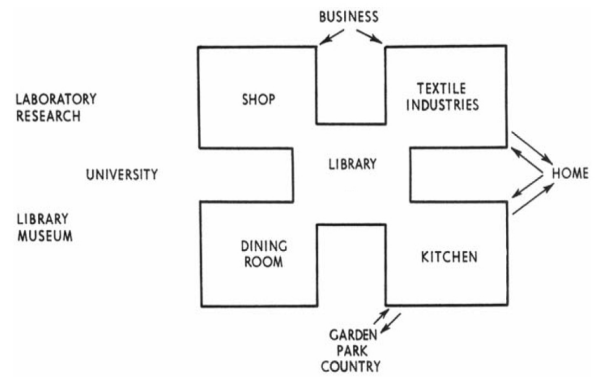 BUSINESS
LABORATORY
RESEARCH
SHOP
TEXTILE
INDUSTRIES
UNIVERSITY
LIBRARY
HOME
LIBRARY
MUSEUM
DINING
ROOM
KITCHEN
GARDEN
PARK
COUNTRY